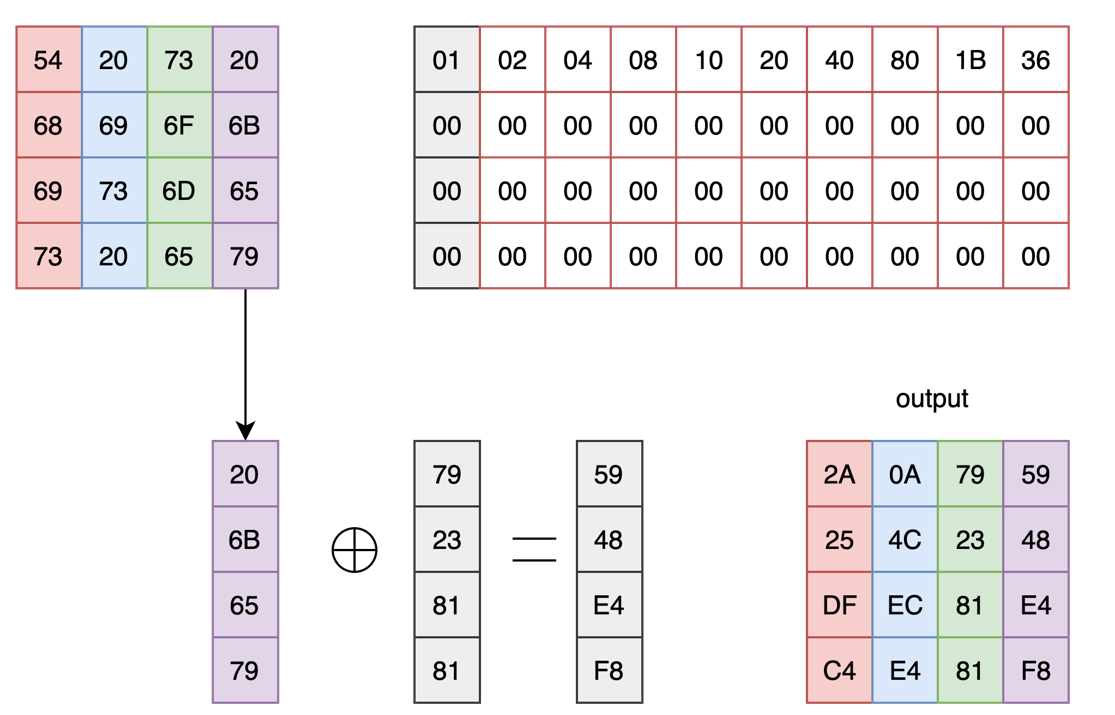 54 20 73 20
68 69 6F 6B
69 73 6D 65
73 20 65 79
01 02 04 08 10 20 40 80 1B 36
00 00 00 00 00 00 00 00 00 00
00 00 00 00 00 00 00 00 00 00
00 00 00 00 00 00 00 00 00 00
20
6B
65
79
⊕
79
23
81
81
=
59
48
E4
F8
output
2A 0A 79 59
25 4C 23 48
DF EC 81 E4
C4 E4 81 F8